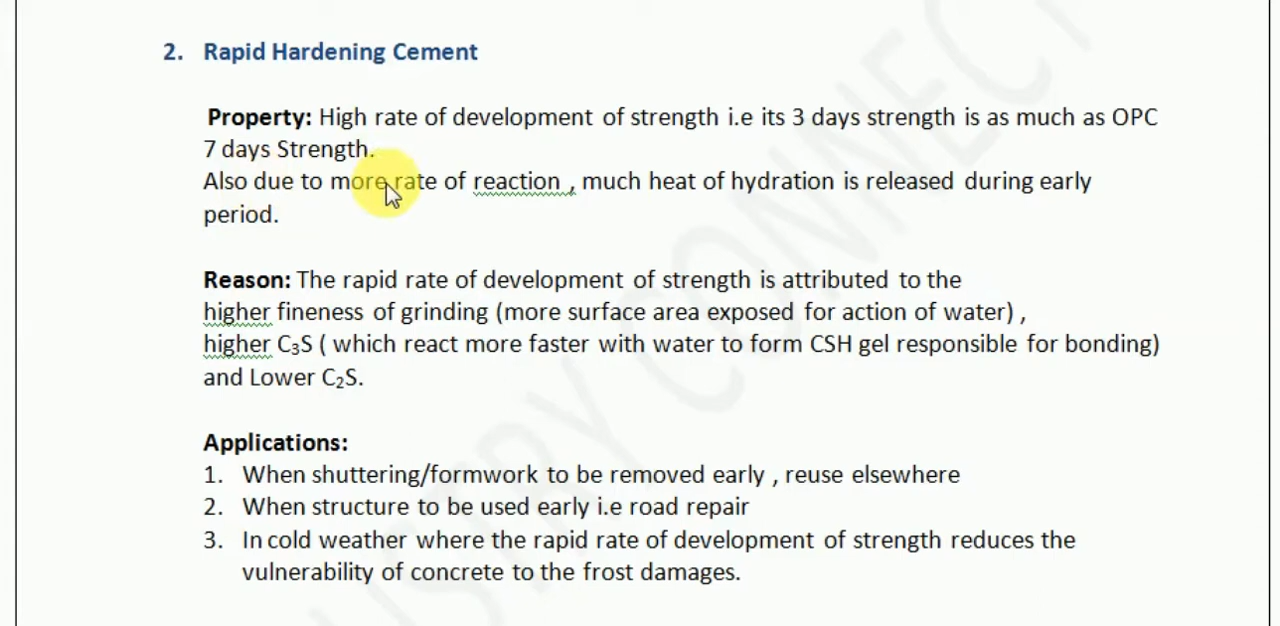 2. Rapid Hardening Cement
Property: High rate of development of strength i.e its 3 days strength is as much as OPC
7 days Strength.
Also due to more rate of reaction , much heat of hydration is released during early
period.
Reason: The rapid rate of development of strength is attributed to the
higher fineness of grinding (more surface area exposed for action of water) ,
higher C₃S ( which react more faster with water to form CSH gel responsible for bonding)
and Lower C₂S.
Applications:
1. When shuttering/formwork to be removed early , reuse elsewhere
2. When structure to be used early i.e road repair
3. In cold weather where the rapid rate of development of strength reduces the
vulnerability of concrete to the frost damages.